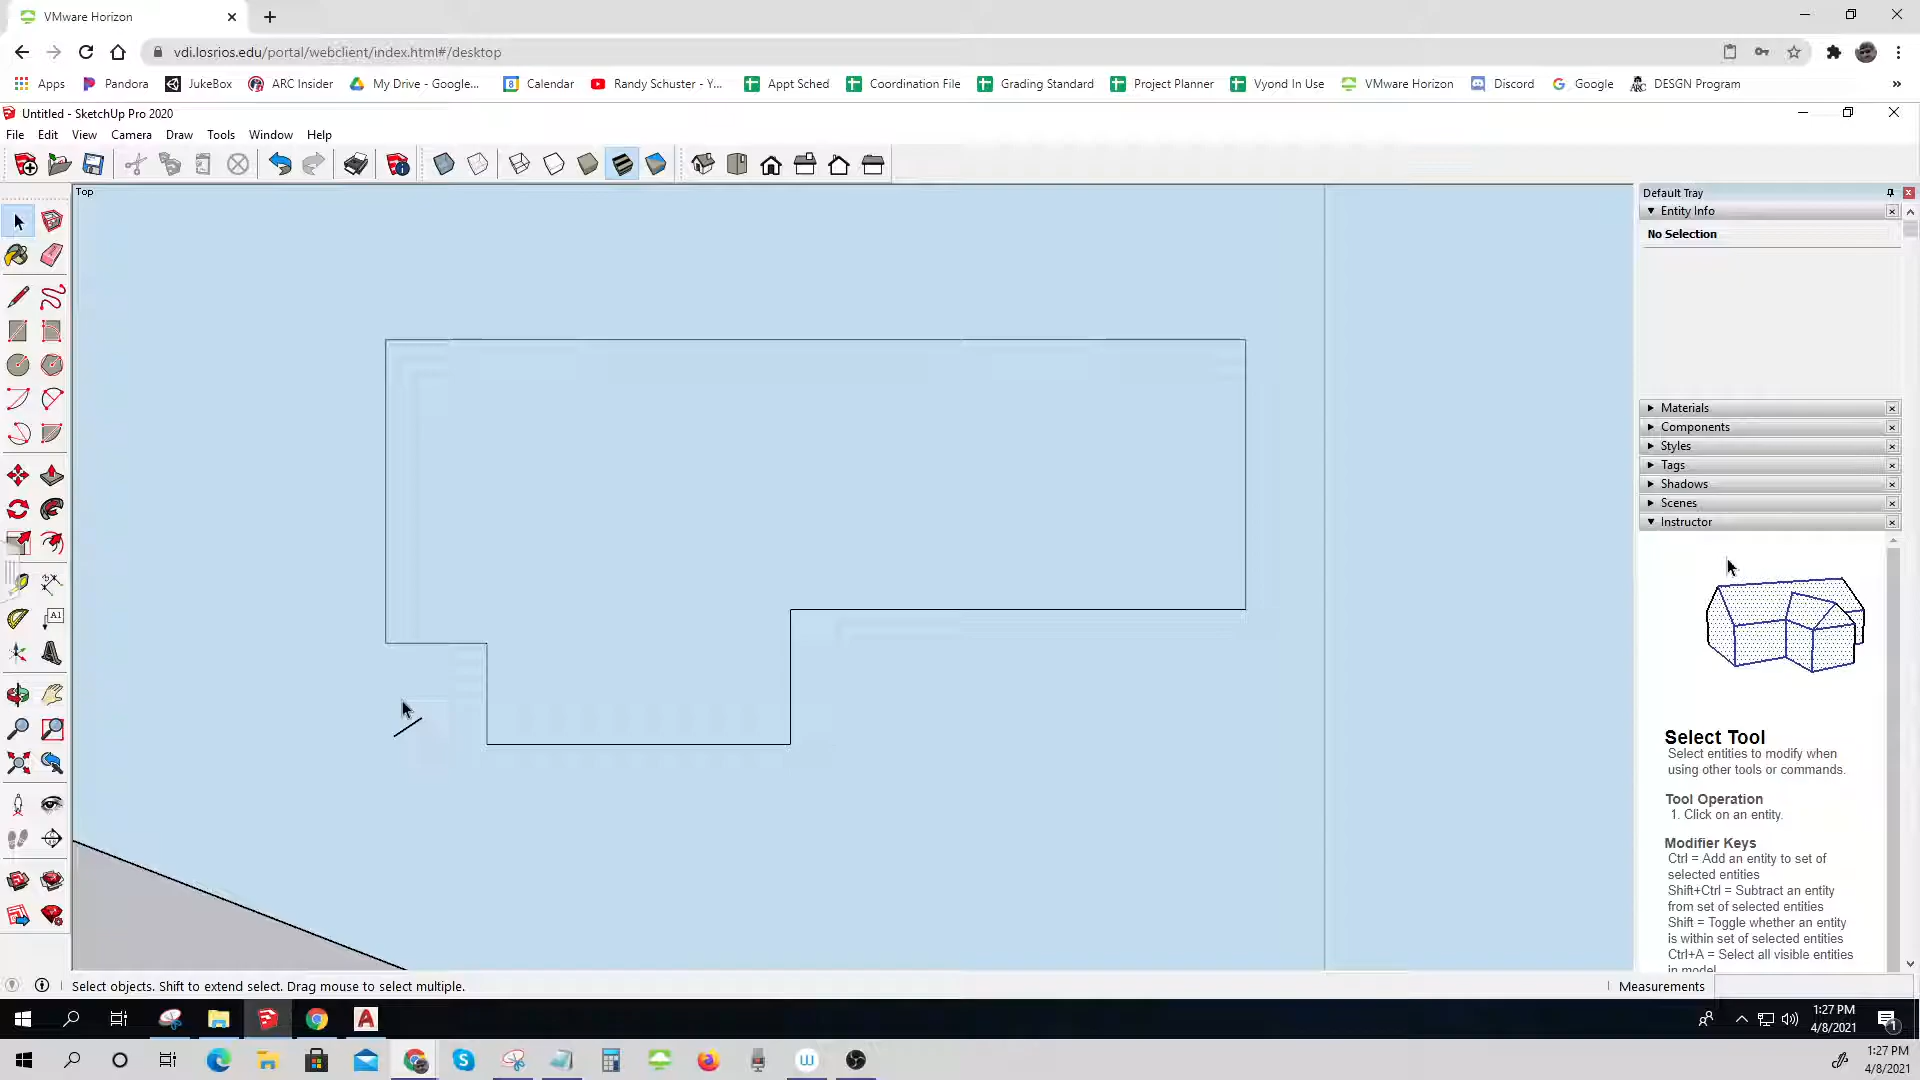 VMware Horizon
vdi.losrios.edu/portal/webclient/index.html#/desktop
Apps Pandora JukeBox ARC Insider My Drive - Google... Calendar Randy Schuster - Y... Appt Sched Coordination File Grading Standard Project Planner Vyond In Use VMware Horizon Discord Google DESGN Program »
Untitled - SketchUp Pro 2020
File Edit View Camera Draw Tools Window Help
Top
Default Tray
Entity Info
No Selection
Materials
Components
Styles
Tags
Shadows
Scenes
Instructor
Select Tool
Select entities to modify when
using other tools or commands.
Tool Operation
1. Click on an entity.
Modifier Keys
Ctrl = Add an entity to set of
selected entities
Shift+Ctrl = Subtract an entity
from set of selected entities
Shift = Toggle whether an entity
is within set of selected entities
Ctrl+A = Select all visible entities
in model
Select objects. Shift to extend select. Drag mouse to select multiple.
Measurements
1:27 PM
4/8/2021
1:27 PM
4/8/2021